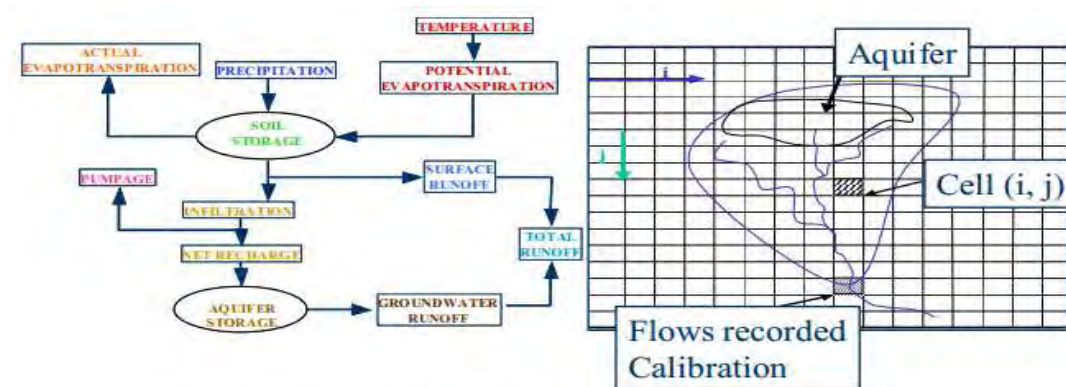 TEMPERATURE
ACTUAL
EVAPOTRANSPIRATION
PRECIPITATION
POTENTIAL
EVAPOTRANSPIRATION
SOIL
STORAGE
PUMPAGE
SURFACE
RUNOFF
INFILTRATION
TOTAL
RUNOFF
NET RECHARGE
AQUIFER
STORAGE
GROUNDWATER
RUNOFF
Aquifer
i
j
Cell (i, j)
Flows recorded
Calibration